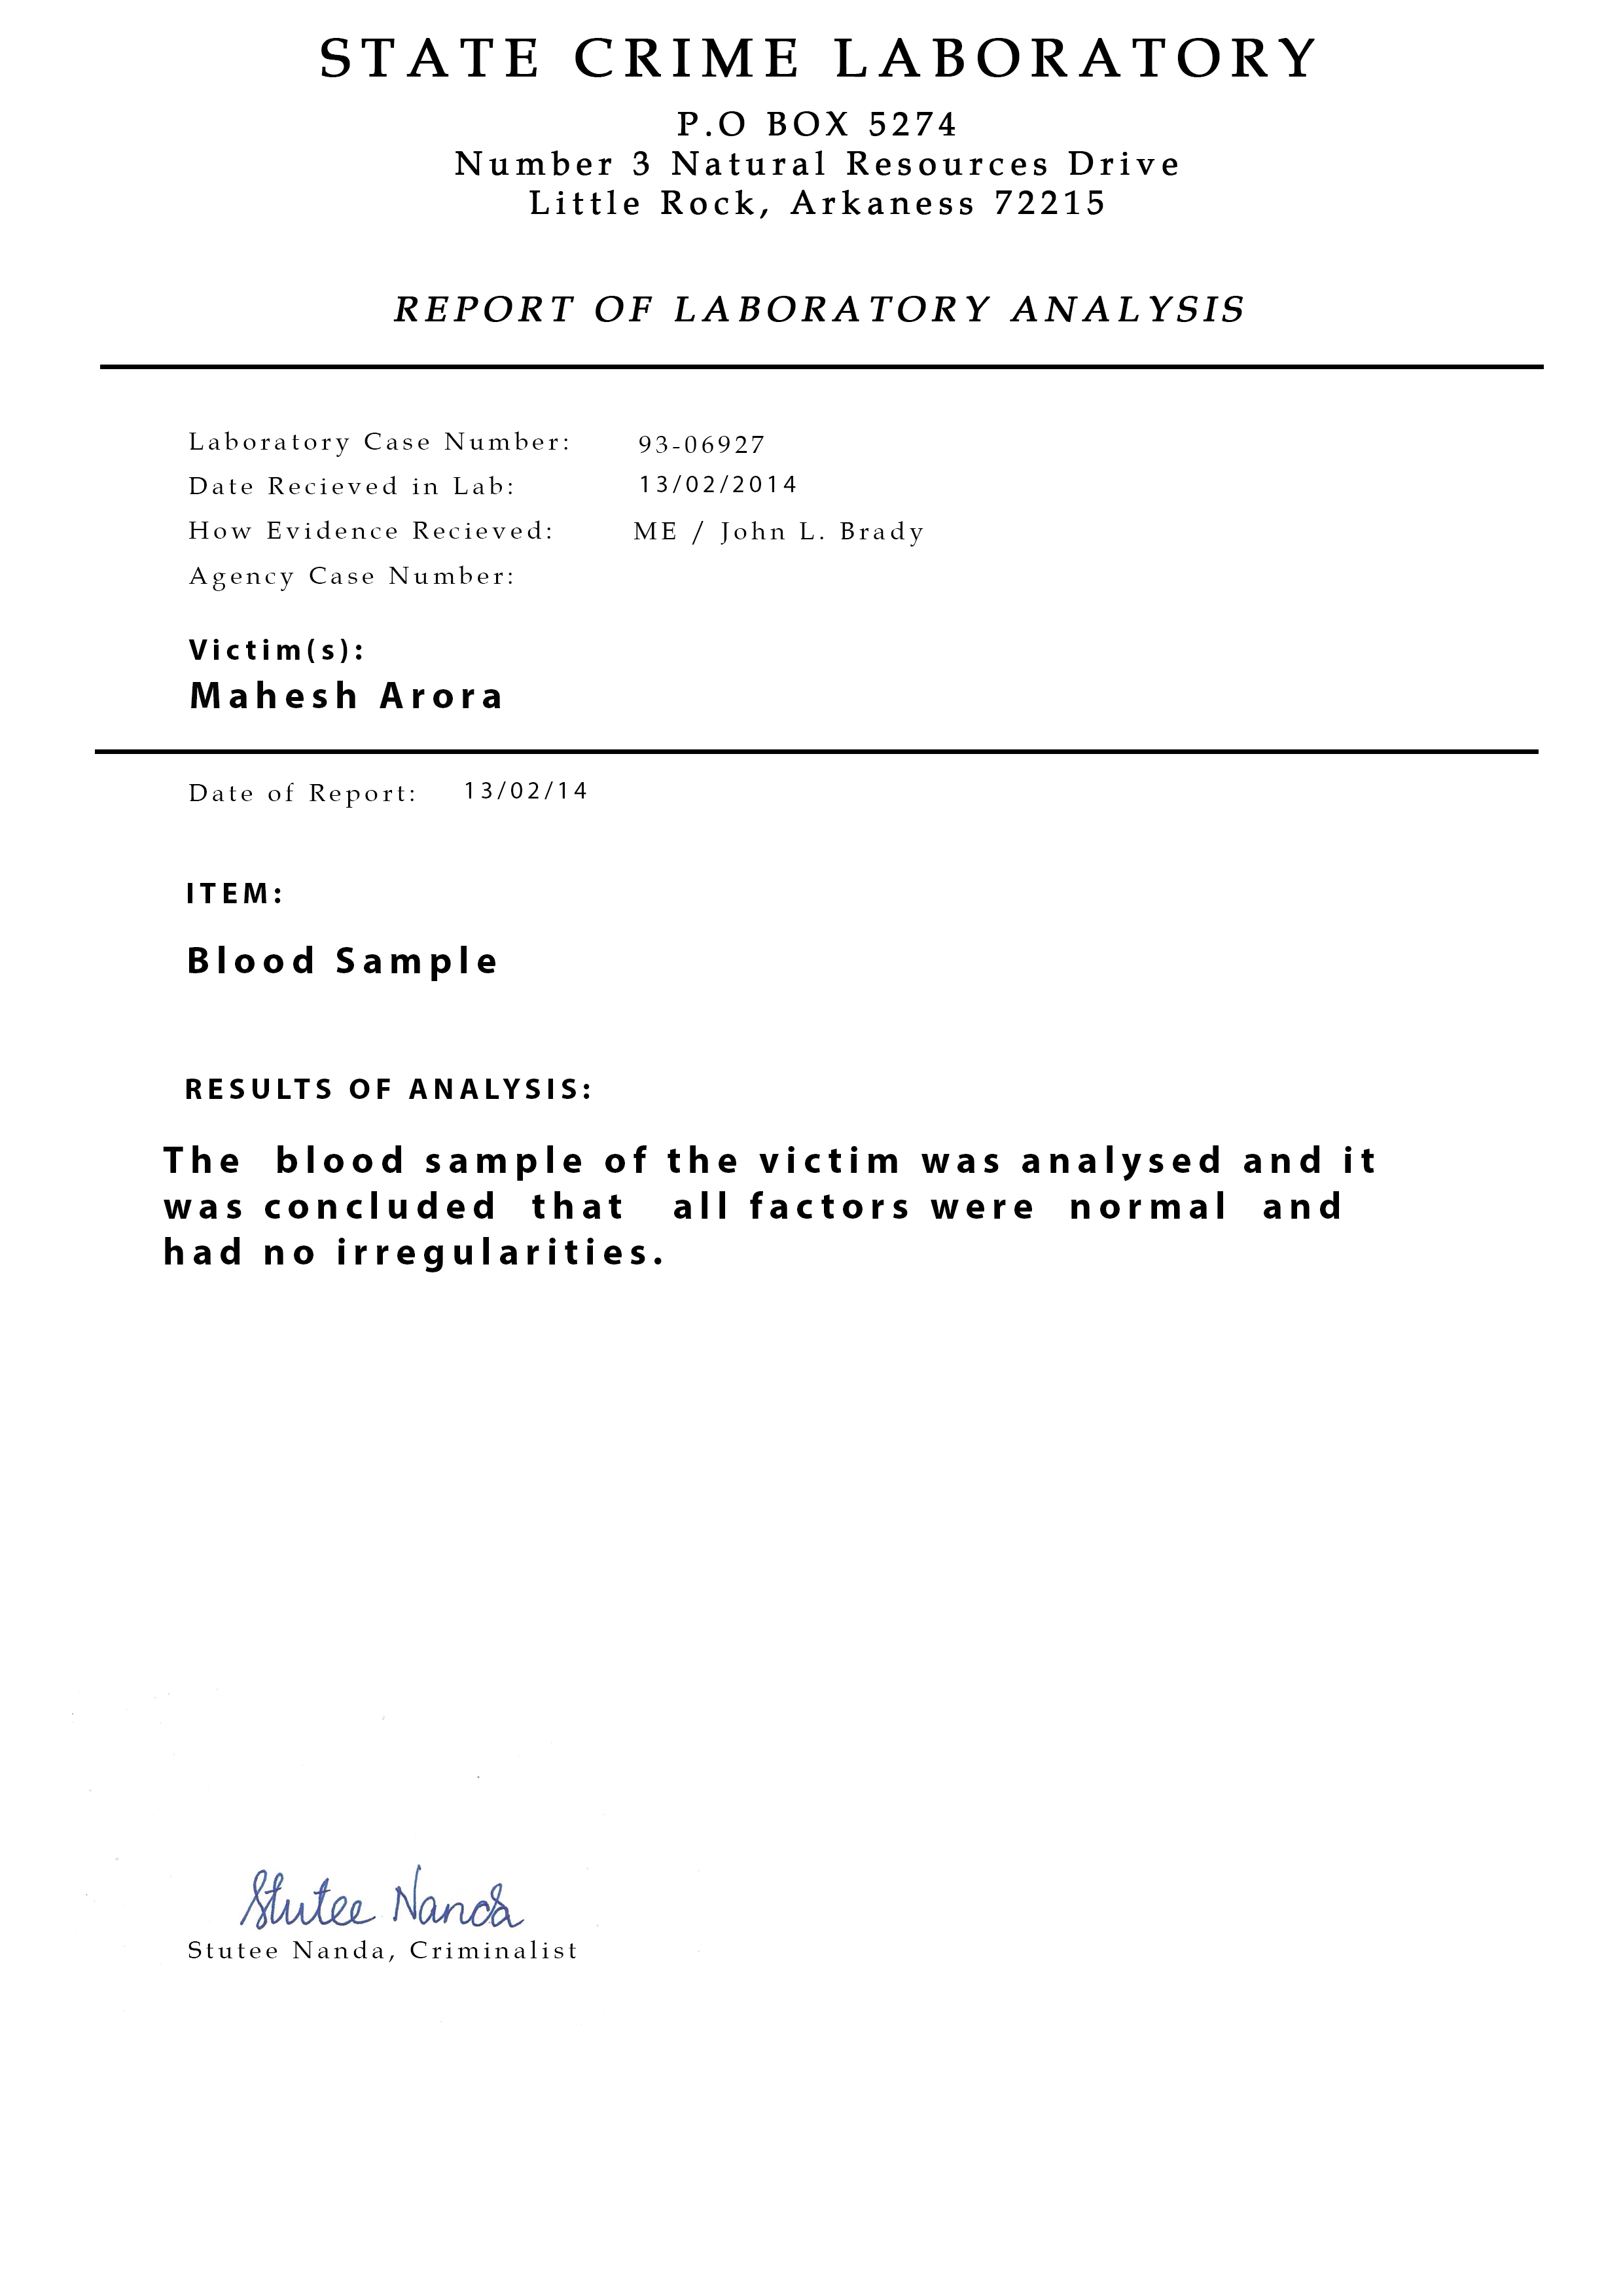 STATE CRIME LABORATORY
P.O BOX 5274
Number 3 Natural Resources Drive
Little Rock, Arkaness 72215
REPORT OF LABORATORY ANALYSIS
Laboratory Case Number: 93-06927
Date Recieved in Lab: 13/02/2014
How Evidence Recieved: ME / John L. Brady
Agency Case Number:
Victim(s):
Mahesh Arora
Date of Report: 13/02/14
ITEM:
Blood Sample
RESULTS OF ANALYSIS:
The blood sample of the victim was analysed and it
was concluded that all factors were normal and
had no irregularities.
Stutee Nanda
Stutee Nanda, Criminalist